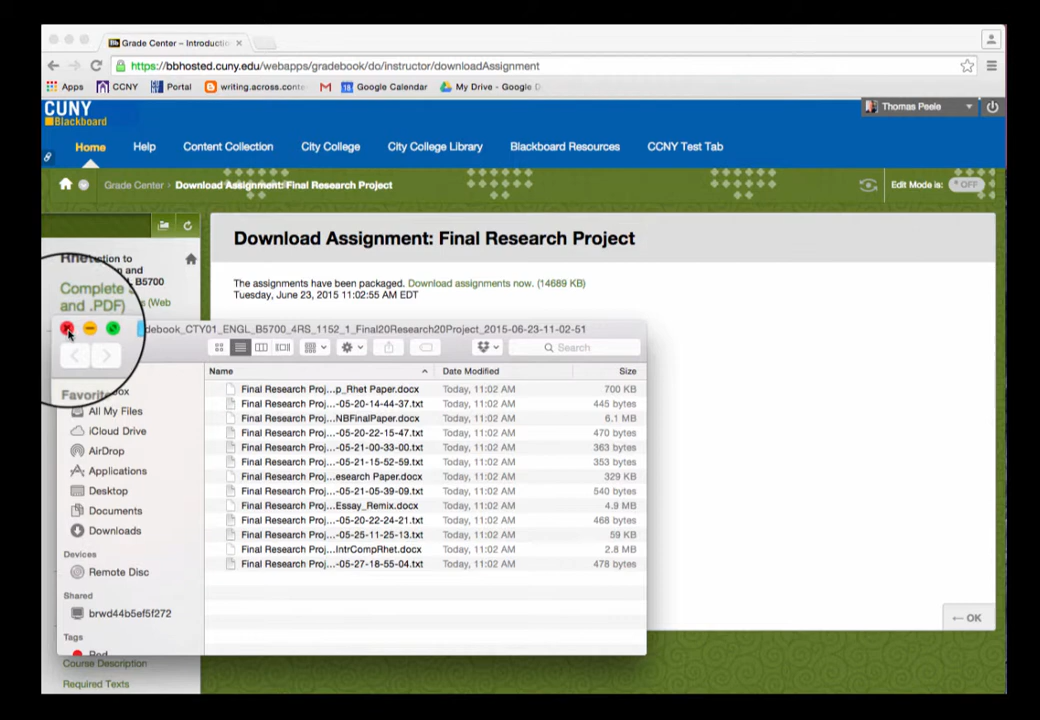 Grade Center – Introductio ×
https://bbhosted.cuny.edu/webapps/gradebook/do/instructor/downloadAssignment
Apps CCNY Portal writing.across.conte Google Calendar My Drive - Google D
CUNY
Blackboard
Thomas Peele
Home Help Content Collection City College City College Library Blackboard Resources CCNY Test Tab
Grade Center › Download Assignment: Final Research Project
Edit Mode is: OFF
Download Assignment: Final Research Project
The assignments have been packaged. Download assignments now. (14689 KB)
Tuesday, June 23, 2015 11:02:55 AM EDT
B5700
Complete
and .PDF)
(Web
debook_CTY01_ENGL_B5700_4RS_1152_1_Final20Research20Project_2015-06-23-11-02-51
Search
Name Date Modified Size
Final Research Proj...p_Rhet Paper.docx Today, 11:02 AM 700 KB
Final Research Proj...-05-20-14-44-37.txt Today, 11:02 AM 445 bytes
Final Research Proj...NBFinalPaper.docx Today, 11:02 AM 6.1 MB
Final Research Proj...-05-20-22-15-47.txt Today, 11:02 AM 470 bytes
Final Research Proj...-05-21-00-33-00.txt Today, 11:02 AM 363 bytes
Final Research Proj...-05-21-15-52-59.txt Today, 11:02 AM 353 bytes
Final Research Proj...esearch Paper.docx Today, 11:02 AM 329 KB
Final Research Proj...-05-21-05-39-09.txt Today, 11:02 AM 540 bytes
Final Research Proj...Essay_Remix.docx Today, 11:02 AM 4.9 MB
Final Research Proj...-05-20-22-24-21.txt Today, 11:02 AM 468 bytes
Final Research Proj...-05-25-11-25-13.txt Today, 11:02 AM 59 KB
Final Research Proj...IntrCompRhet.docx Today, 11:02 AM 2.8 MB
Final Research Proj...-05-27-18-55-04.txt Today, 11:02 AM 478 bytes
Favorite
All My Files
iCloud Drive
AirDrop
Applications
Desktop
Documents
Downloads
Devices
Remote Disc
Shared
brwd44b5ef5f272
Tags
Red
Course Description
Required Texts
← OK